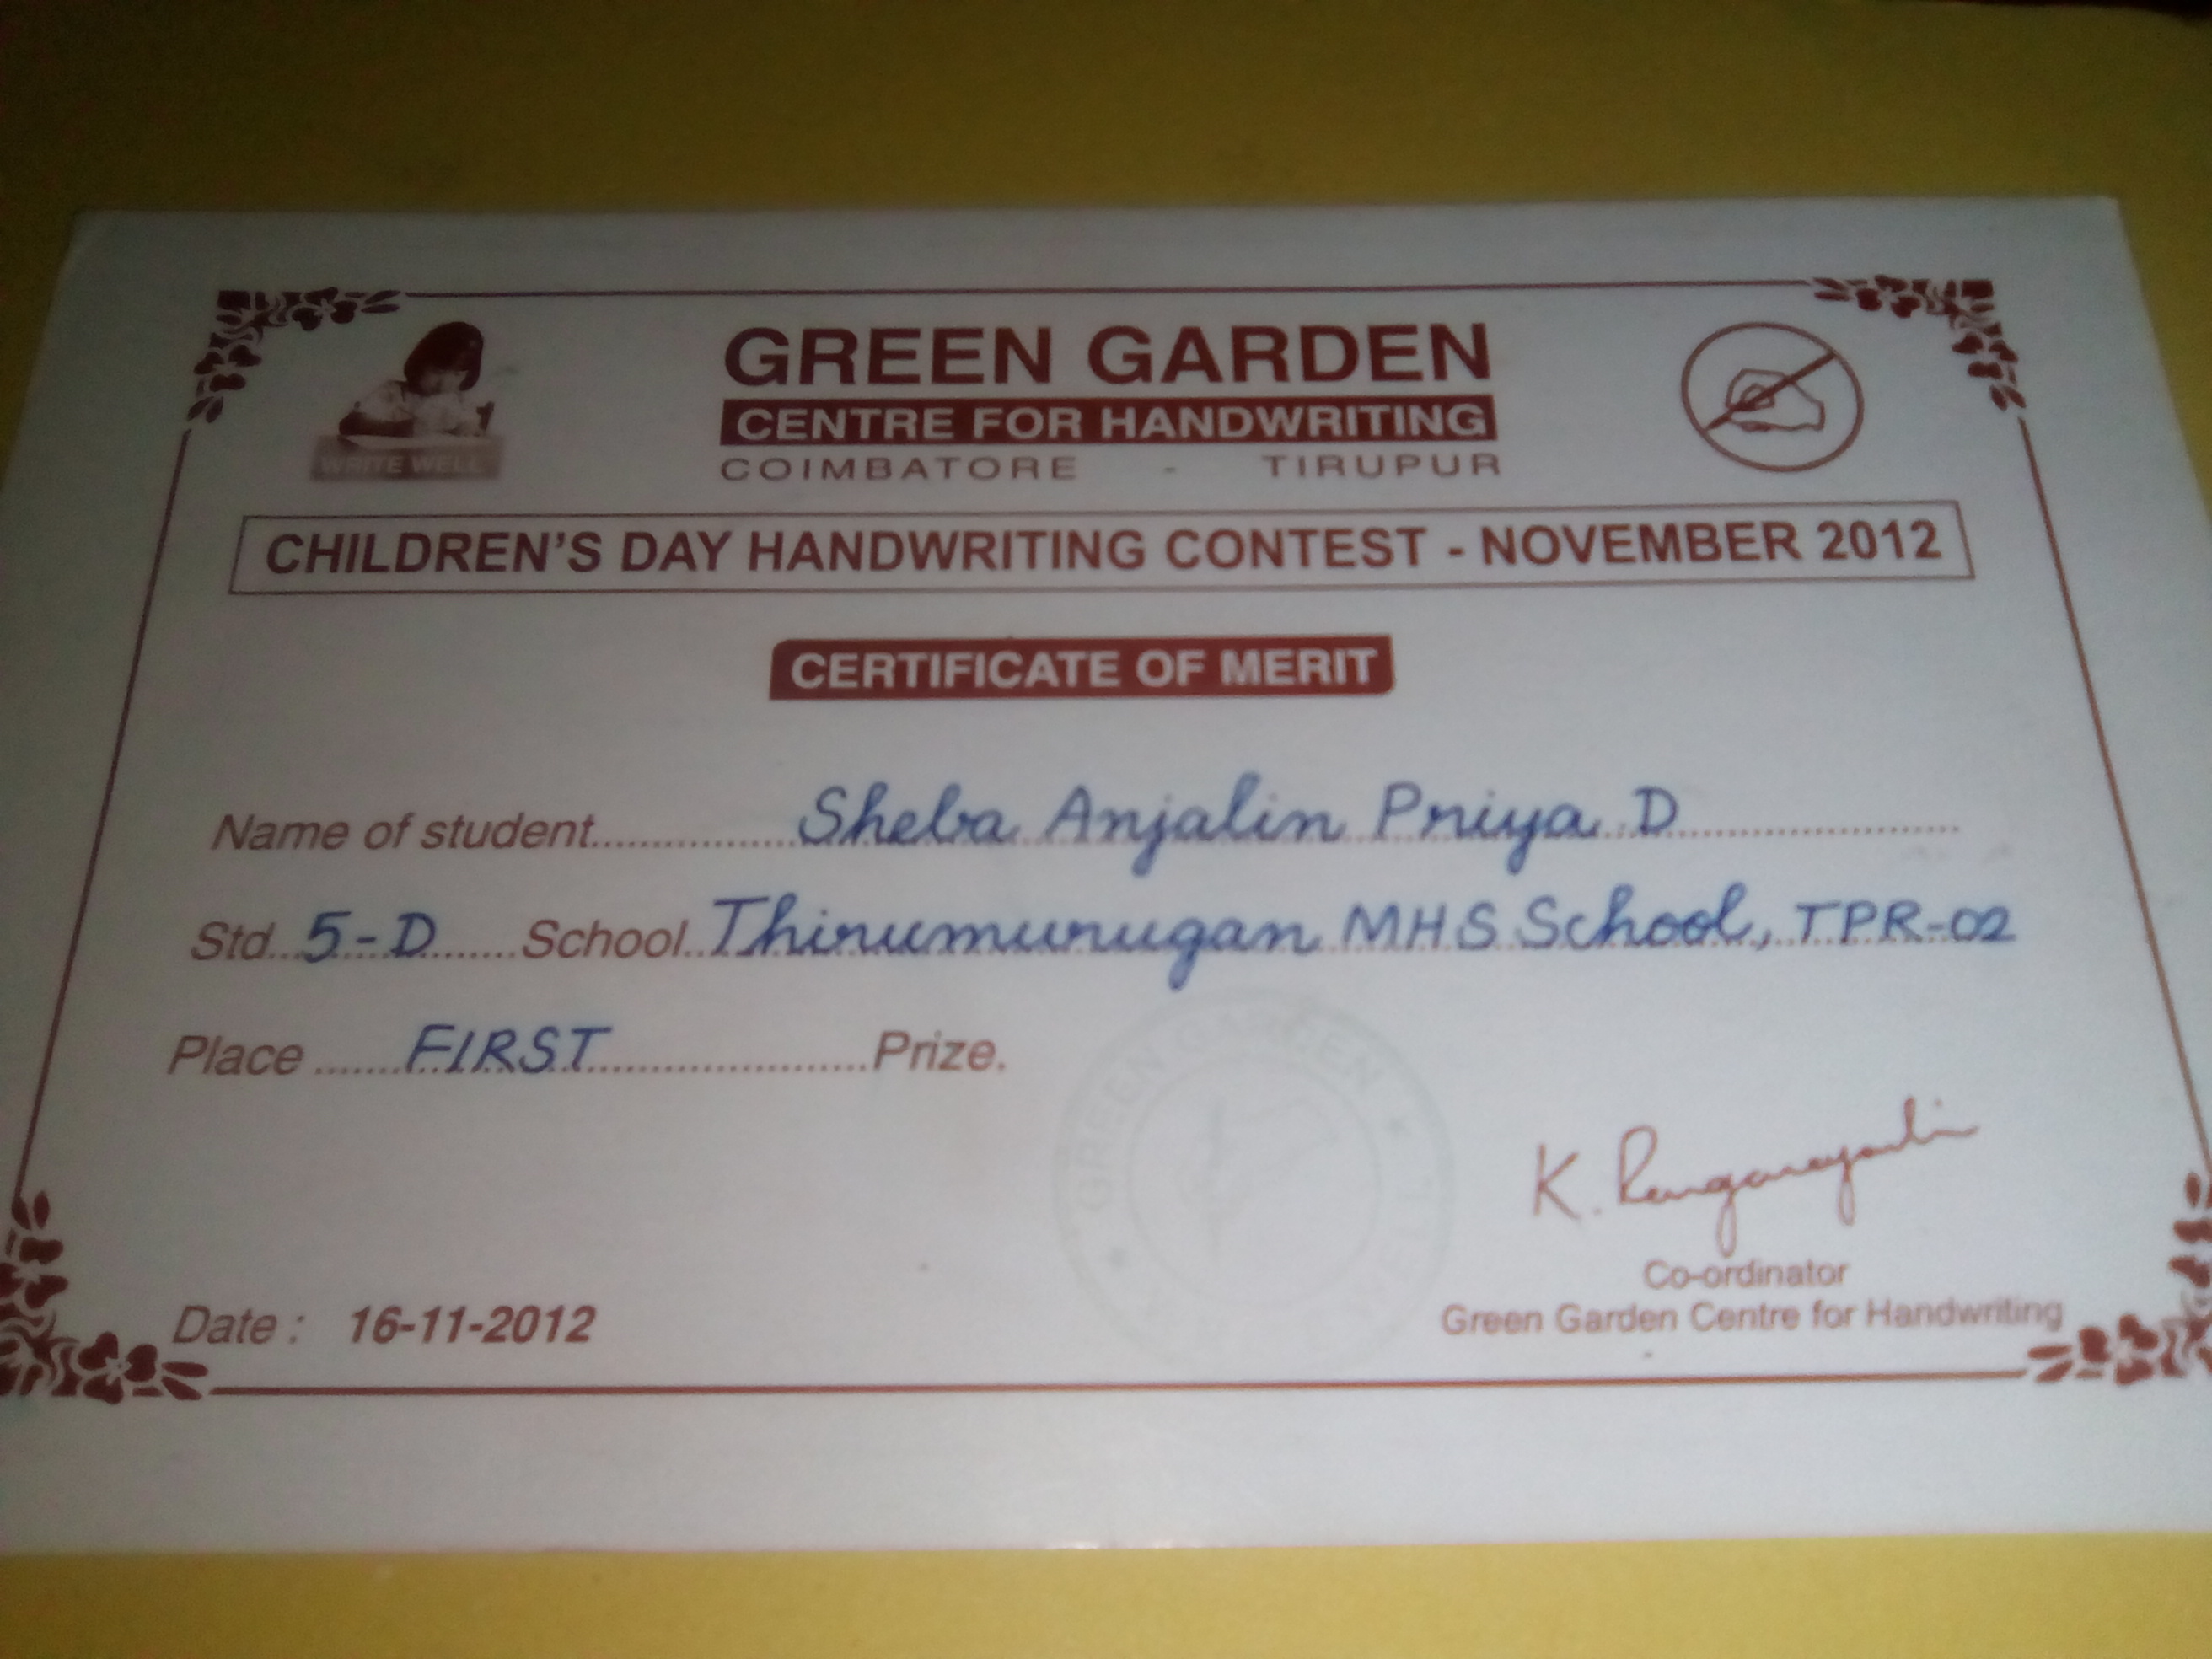 GREEN GARDEN
CENTRE FOR HANDWRITING
COIMBATORE - TIRUPUR
WRITE WELL
CHILDREN'S DAY HANDWRITING CONTEST - NOVEMBER 2012
CERTIFICATE OF MERIT
Name of student..............Sheba Anjalin Priya D....................
Std...5-D.......School..Thirumurugan MHS School, TPR-02
Place ......FIRST......................Prize.
GREEN GARDEN
K.
Co-ordinator
Date : 16-11-2012
Green Garden Centre for Handwriting